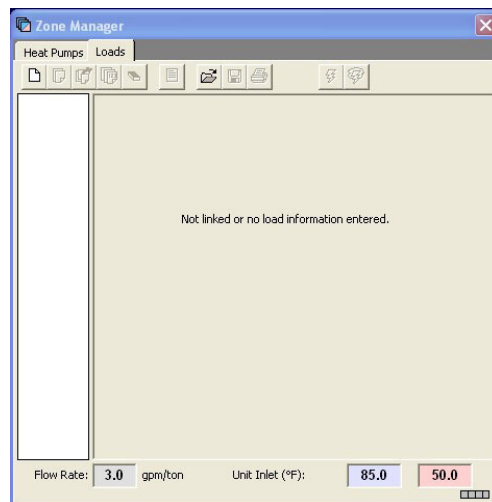 Zone Manager
Heat Pumps Loads
Not linked or no load information entered.
Flow Rate: 3.0 gpm/ton Unit Inlet (°F): 85.0 50.0